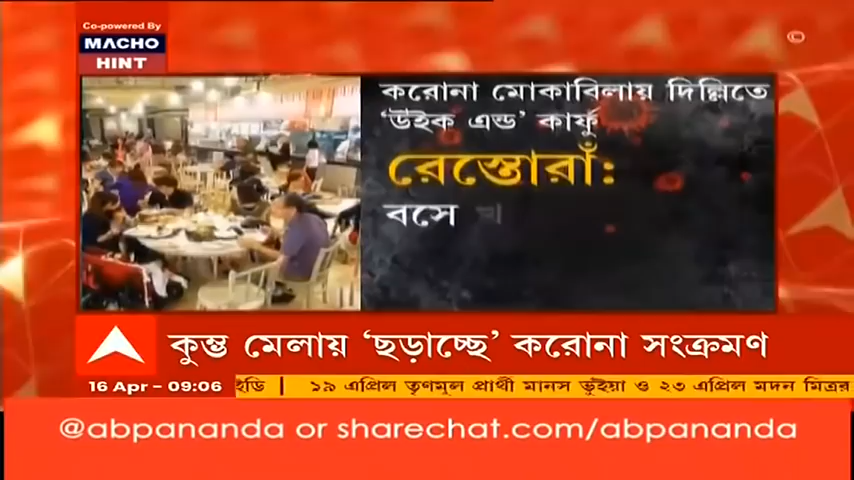 Co-powered By
MACHO
HINT
করোনা মোকাবিলায় দিল্লিতে
‘উইক এন্ড’ কার্ফু
রেস্তোরাঁ:
বসে
কুম্ভ মেলায় ‘ছড়াচ্ছে’ করোনা সংক্রমণ
16 Apr - 09:06
ইডি | ১৯ এপ্রিল তৃণমূল প্রার্থী মানস ভুঁইয়া ও ২৩ এপ্রিল মদন মিত্রর
@abpananda or sharechat.com/abpananda